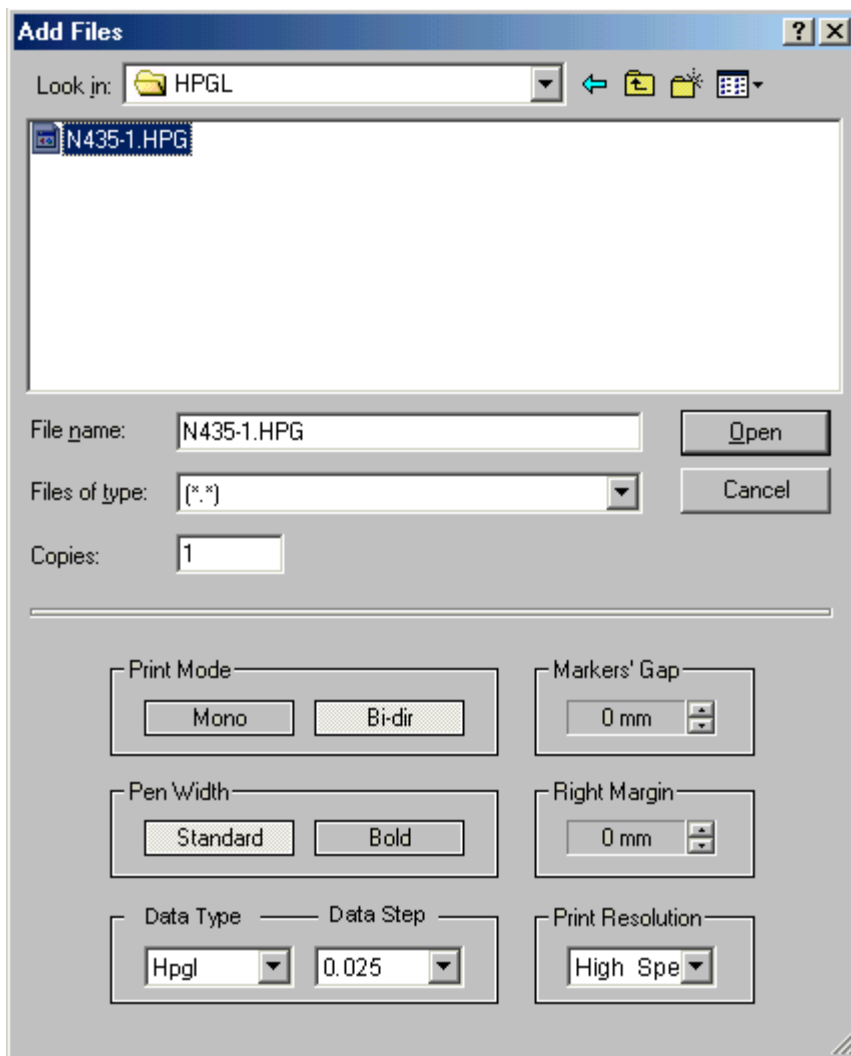 Add Files
Look in: HPGL
N435-1.HPG
File name: N435-1.HPG Open
Files of type: (*.*) Cancel
Copies: 1
Print Mode Markers' Gap
Mono Bi-dir 0 mm
Pen Width Right Margin
Standard Bold 0 mm
Data Type Data Step Print Resolution
Hpgl 0.025 High Spe